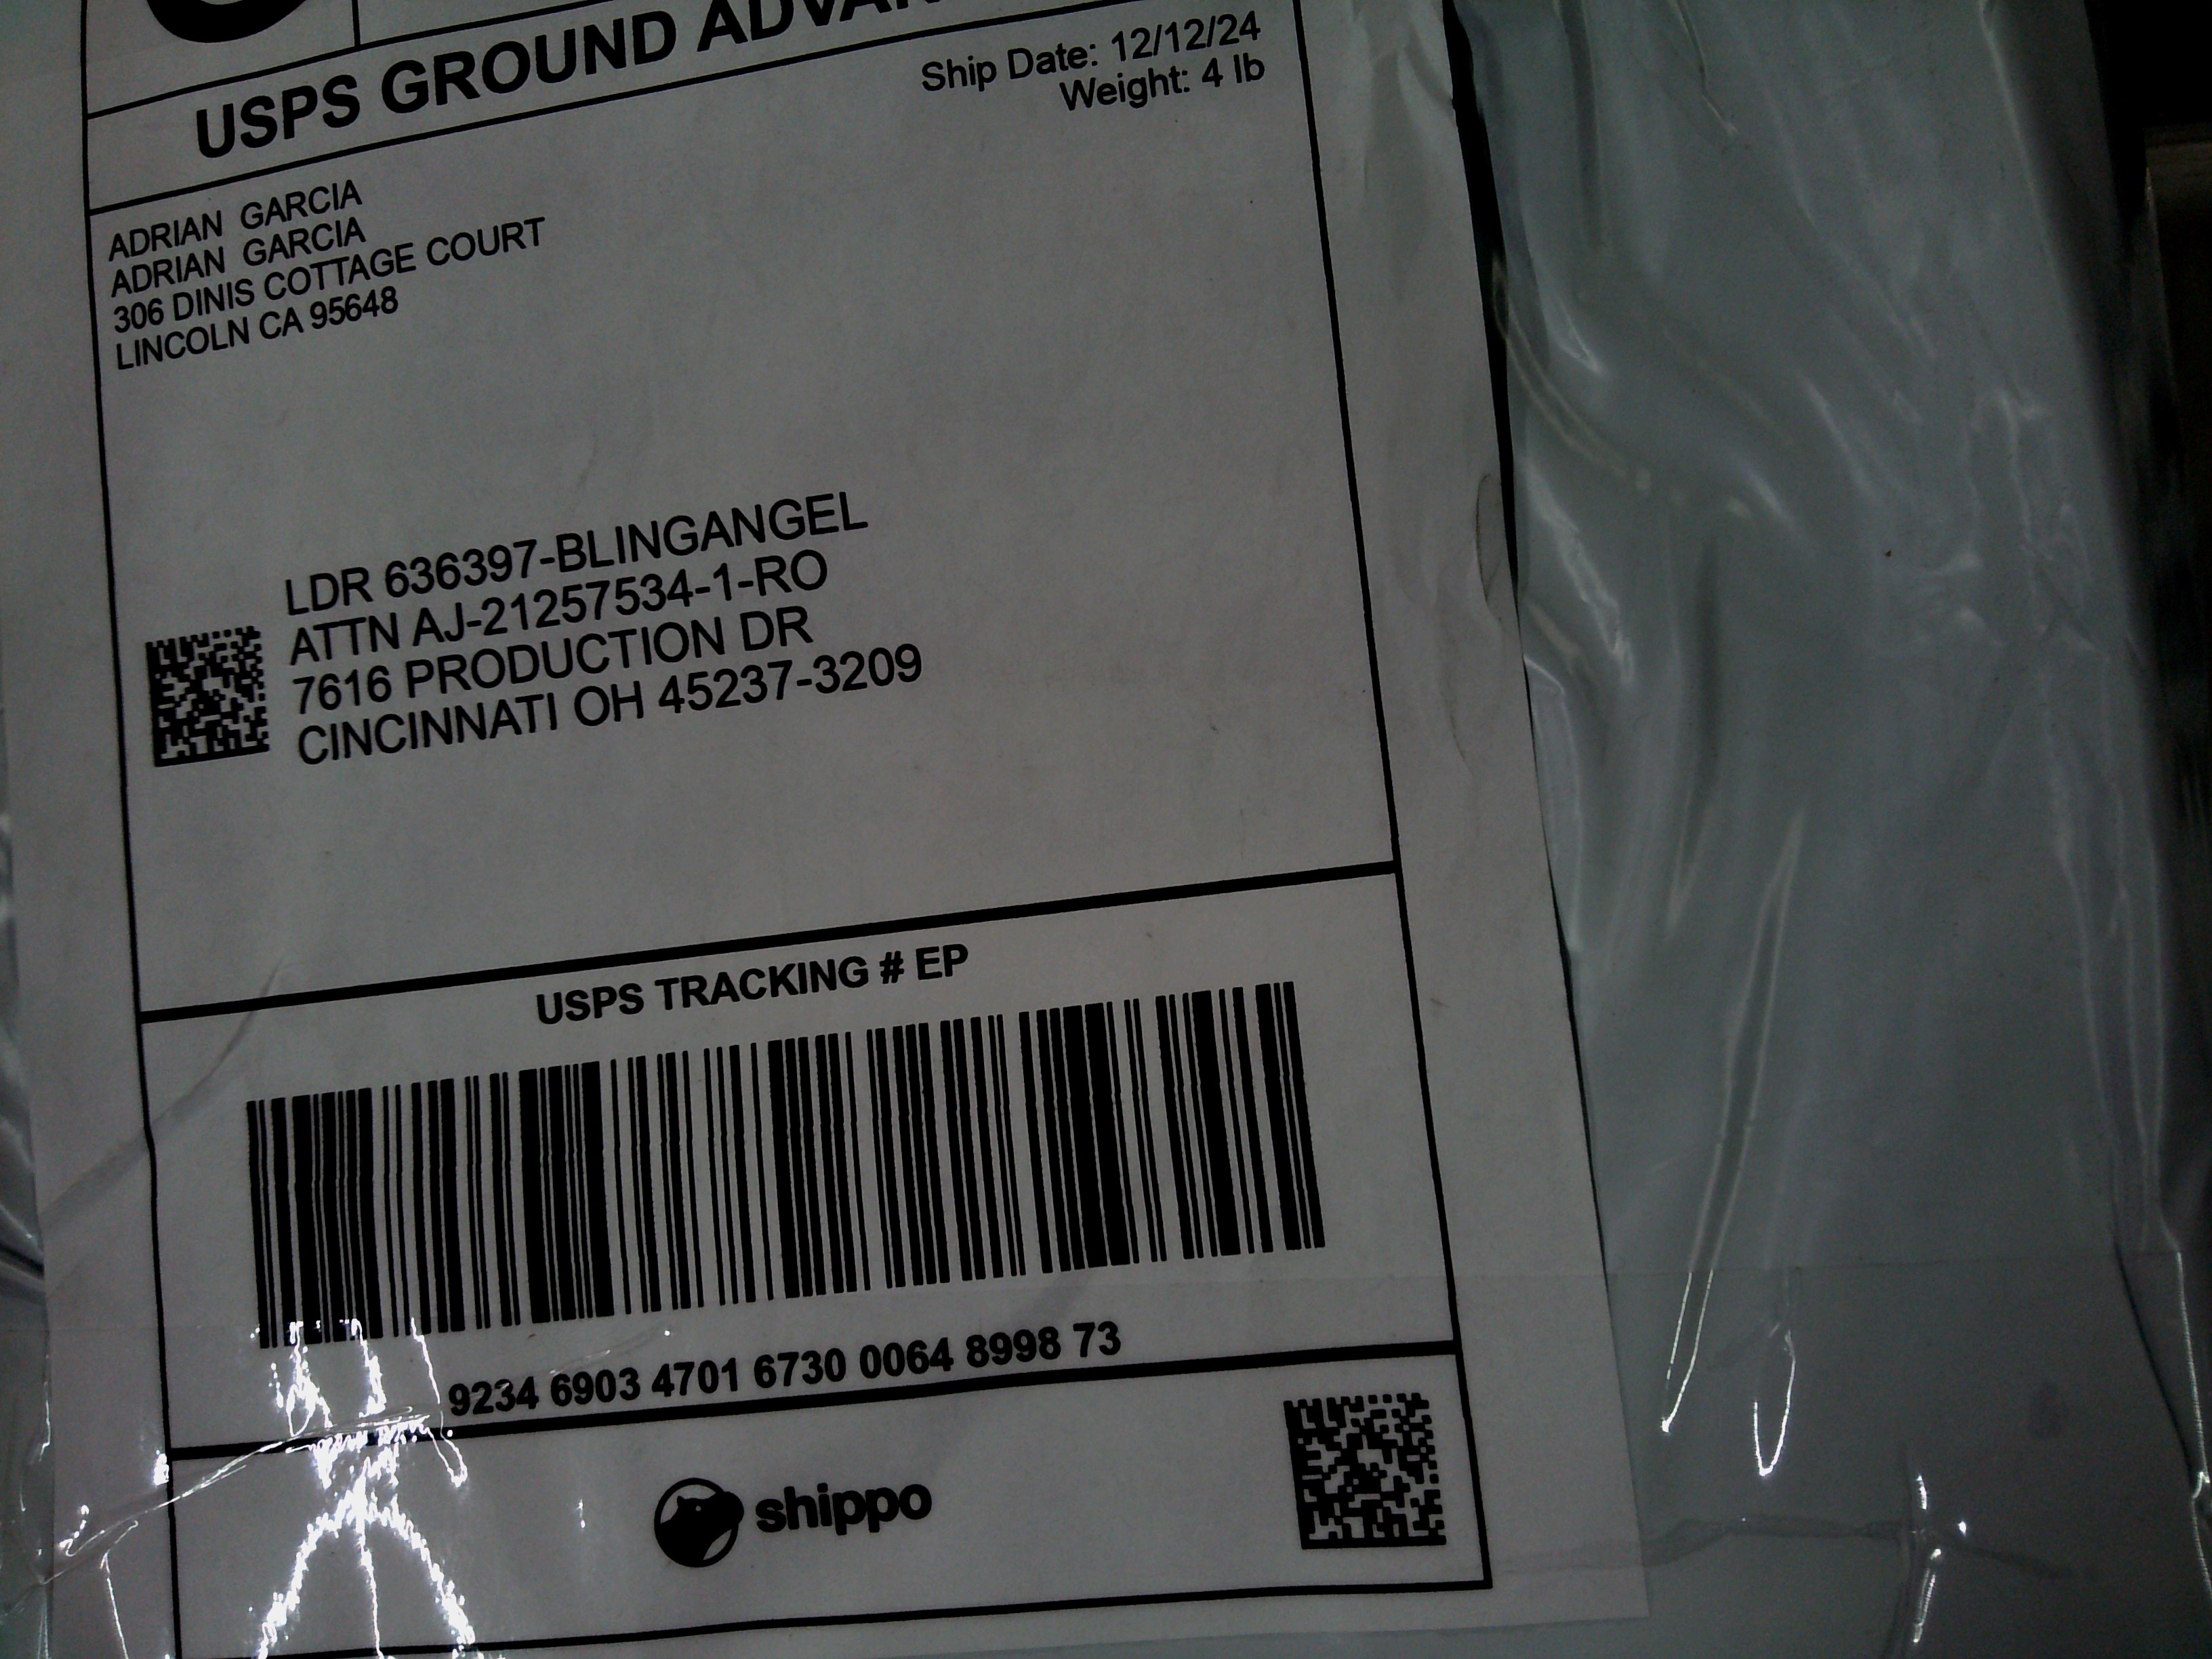 USPS GROUND
Ship Date: 12/12/24
Weight: 4 lb
ADRIAN GARCIA
ADRIAN GARCIA
306 DINIS COTTAGE COURT
LINCOLN CA 95648
LDR 636397-BLINGANGEL
ATTN AJ-21257534-1-RO
7616 PRODUCTION DR
CINCINNATI OH 45237-3209
USPS TRACKING # EP
9234 6903 4701 6730 0064 8998 73
shippo